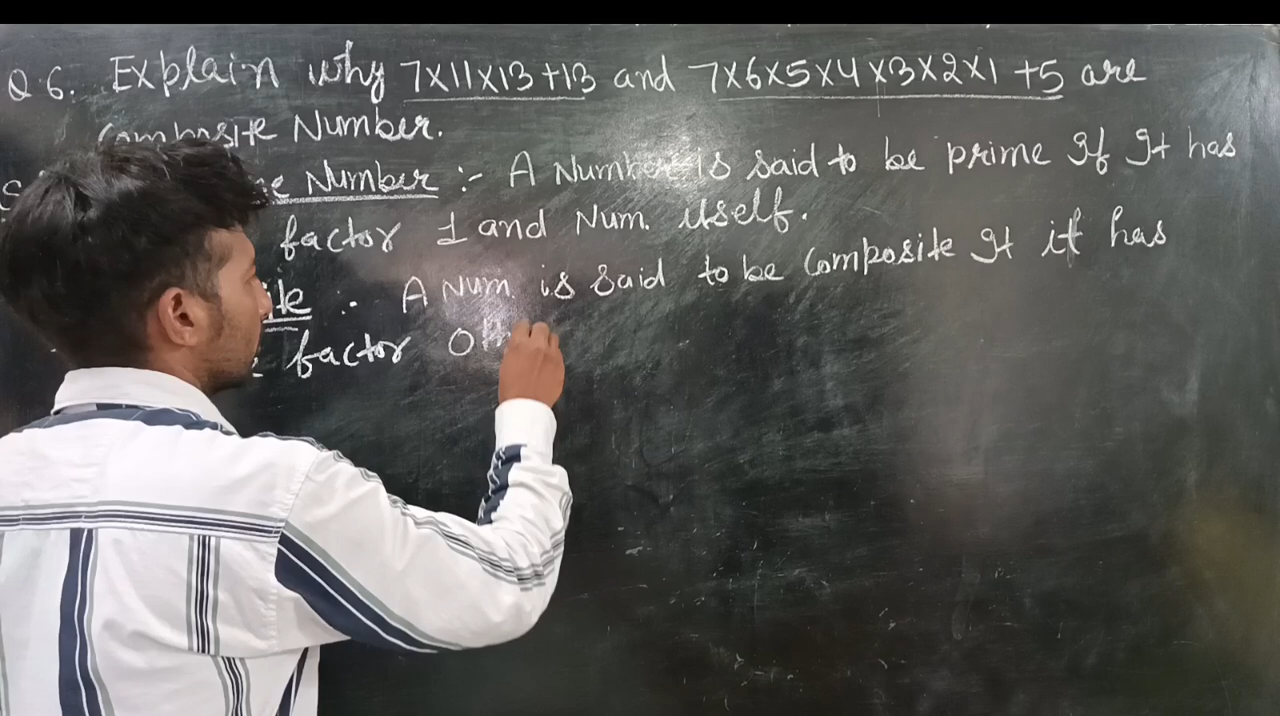 Q.6. Explain why 7×11×13+13 and 7×6×5×4×3×2×1+5 are
Composite Number.
Number :- A Number is said to be prime If It has
factor 1 and Num. itself.
:- A Num. is said to be Composite It it has
factor